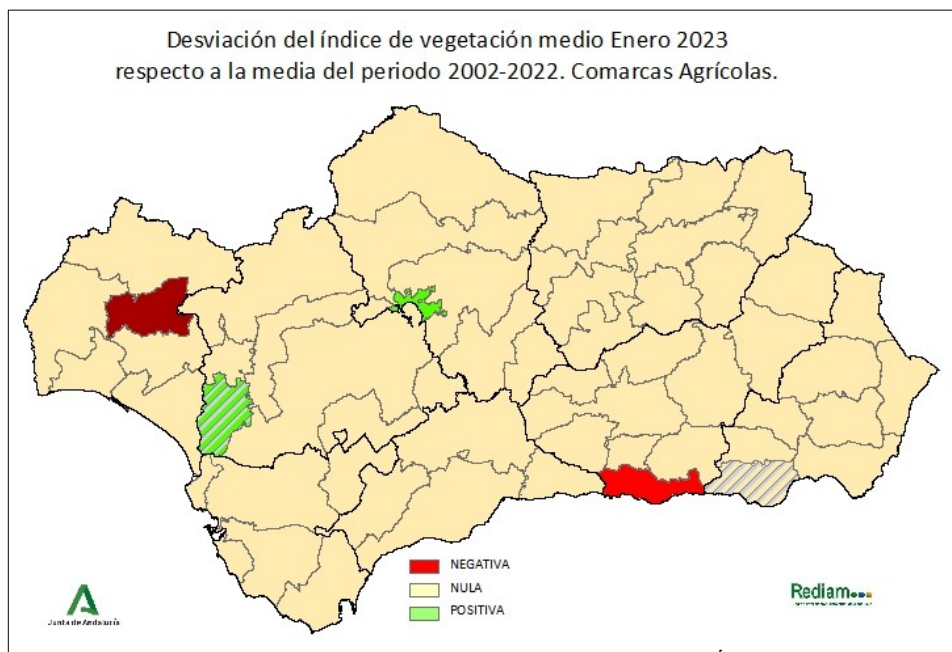 Desviación del índice de vegetación medio Enero 2023
respecto a la media del periodo 2002-2022. Comarcas Agrícolas.
NEGATIVA
NULA
POSITIVA
Junta de Andalucía
Rediam